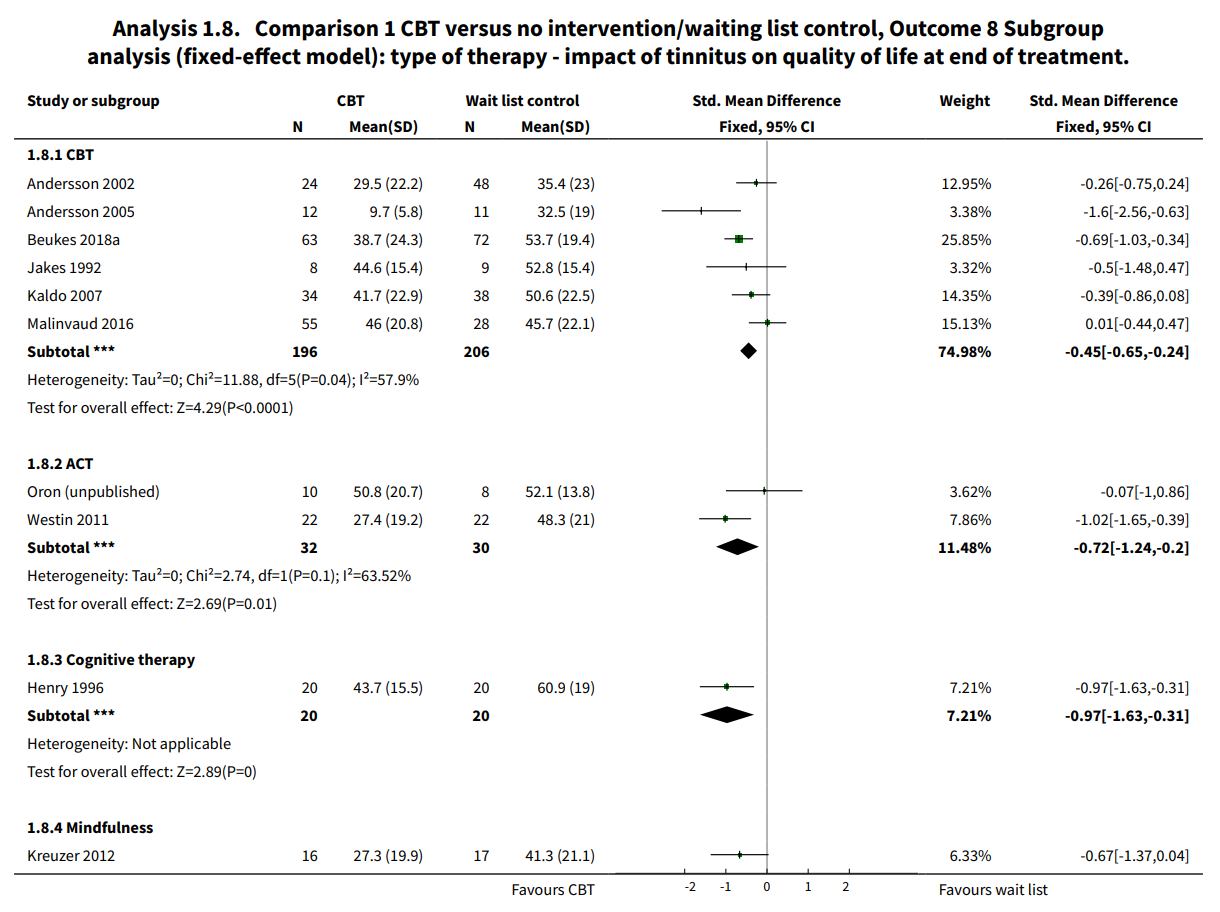 Analysis 1.8. Comparison 1 CBT versus no intervention/waiting list control, Outcome 8 Subgroup
analysis (fixed-effect model): type of therapy - impact of tinnitus on quality of life at end of treatment.
Study or subgroup CBT Wait list control Std. Mean Difference Weight Std. Mean Difference
N Mean(SD) N Mean(SD) Fixed, 95% CI Fixed, 95% CI
1.8.1 CBT
Andersson 2002 24 29.5 (22.2) 48 35.4 (23) 12.95% -0.26[-0.75,0.24]
Andersson 2005 12 9.7 (5.8) 11 32.5 (19) 3.38% -1.6[-2.56,-0.63]
Beukes 2018a 63 38.7 (24.3) 72 53.7 (19.4) 25.85% -0.69[-1.03,-0.34]
Jakes 1992 8 44.6 (15.4) 9 52.8 (15.4) 3.32% -0.5[-1.48,0.47]
Kaldo 2007 34 41.7 (22.9) 38 50.6 (22.5) 14.35% -0.39[-0.86,0.08]
Malinvaud 2016 55 46 (20.8) 28 45.7 (22.1) 15.13% 0.01[-0.44,0.47]
Subtotal *** 196 206 74.98% -0.45[-0.65,-0.24]
Heterogeneity: Tau²=0; Chi²=11.88, df=5(P=0.04); I²=57.9%
Test for overall effect: Z=4.29(P<0.0001)
1.8.2 ACT
Oron (unpublished) 10 50.8 (20.7) 8 52.1 (13.8) 3.62% -0.07[-1,0.86]
Westin 2011 22 27.4 (19.2) 22 48.3 (21) 7.86% -1.02[-1.65,-0.39]
Subtotal *** 32 30 11.48% -0.72[-1.24,-0.2]
Heterogeneity: Tau²=0; Chi²=2.74, df=1(P=0.1); I²=63.52%
Test for overall effect: Z=2.69(P=0.01)
1.8.3 Cognitive therapy
Henry 1996 20 43.7 (15.5) 20 60.9 (19) 7.21% -0.97[-1.63,-0.31]
Subtotal *** 20 20 7.21% -0.97[-1.63,-0.31]
Heterogeneity: Not applicable
Test for overall effect: Z=2.89(P=0)
1.8.4 Mindfulness
Kreuzer 2012 16 27.3 (19.9) 17 41.3 (21.1) 6.33% -0.67[-1.37,0.04]
Favours CBT -2 -1 0 1 2 Favours wait list